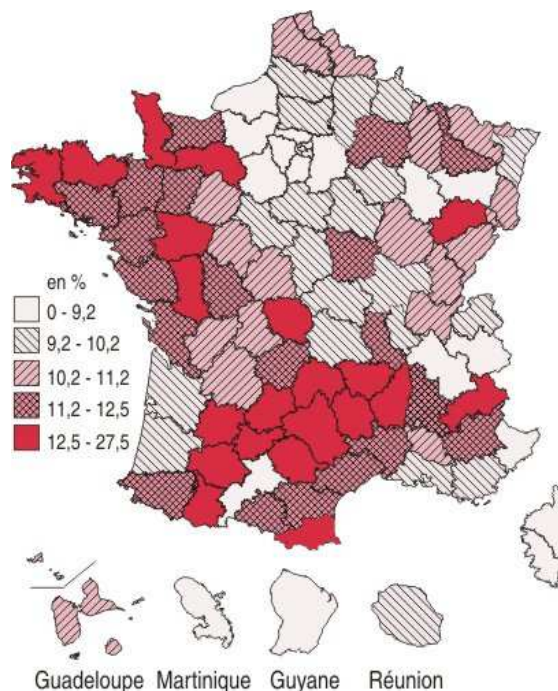 en %
0 - 9,2
9,2 - 10,2
10,2 - 11,2
11,2 - 12,5
12,5 - 27,5
Guadeloupe Martinique Guyane Réunion